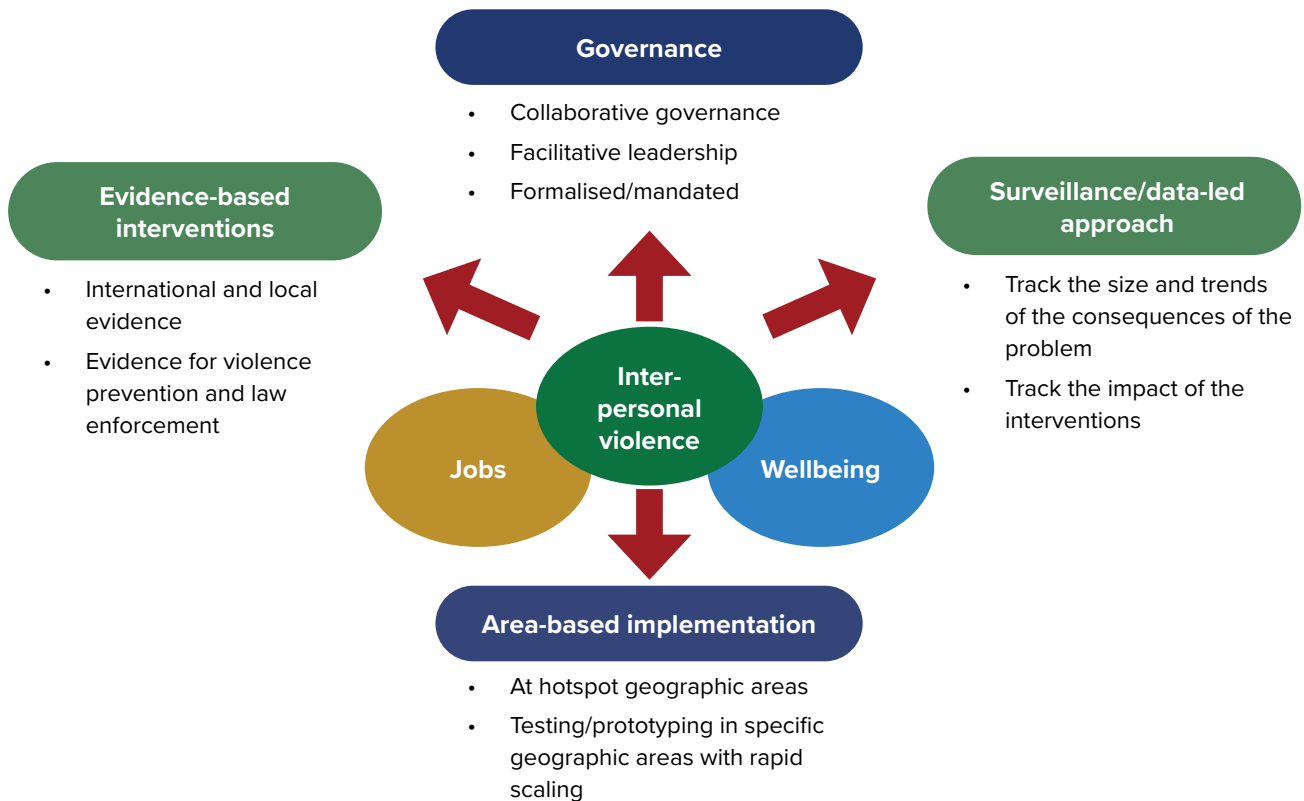 Governance
• Collaborative governance
• Facilitative leadership
• Formalised/mandated
Evidence-based
interventions
• International and local
evidence
• Evidence for violence
prevention and law
enforcement
Surveillance/data-led
approach
• Track the size and trends
of the consequences of the
problem
• Track the impact of the
interventions
Inter-
personal
violence
Jobs
Wellbeing
Area-based implementation
• At hotspot geographic areas
• Testing/prototyping in specific
geographic areas with rapid
scaling